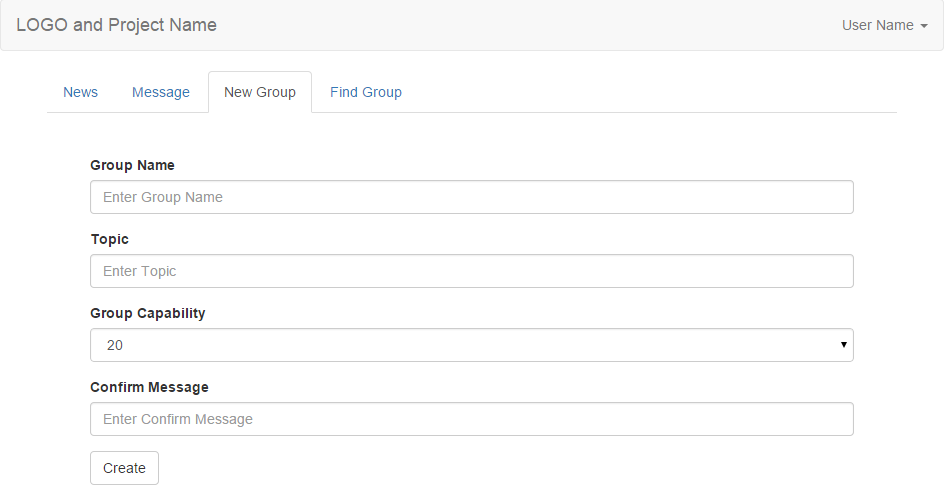 LOGO and Project Name
User Name
News Message New Group Find Group
Group Name
Enter Group Name
Topic
Enter Topic
Group Capability
20
Confirm Message
Enter Confirm Message
Create